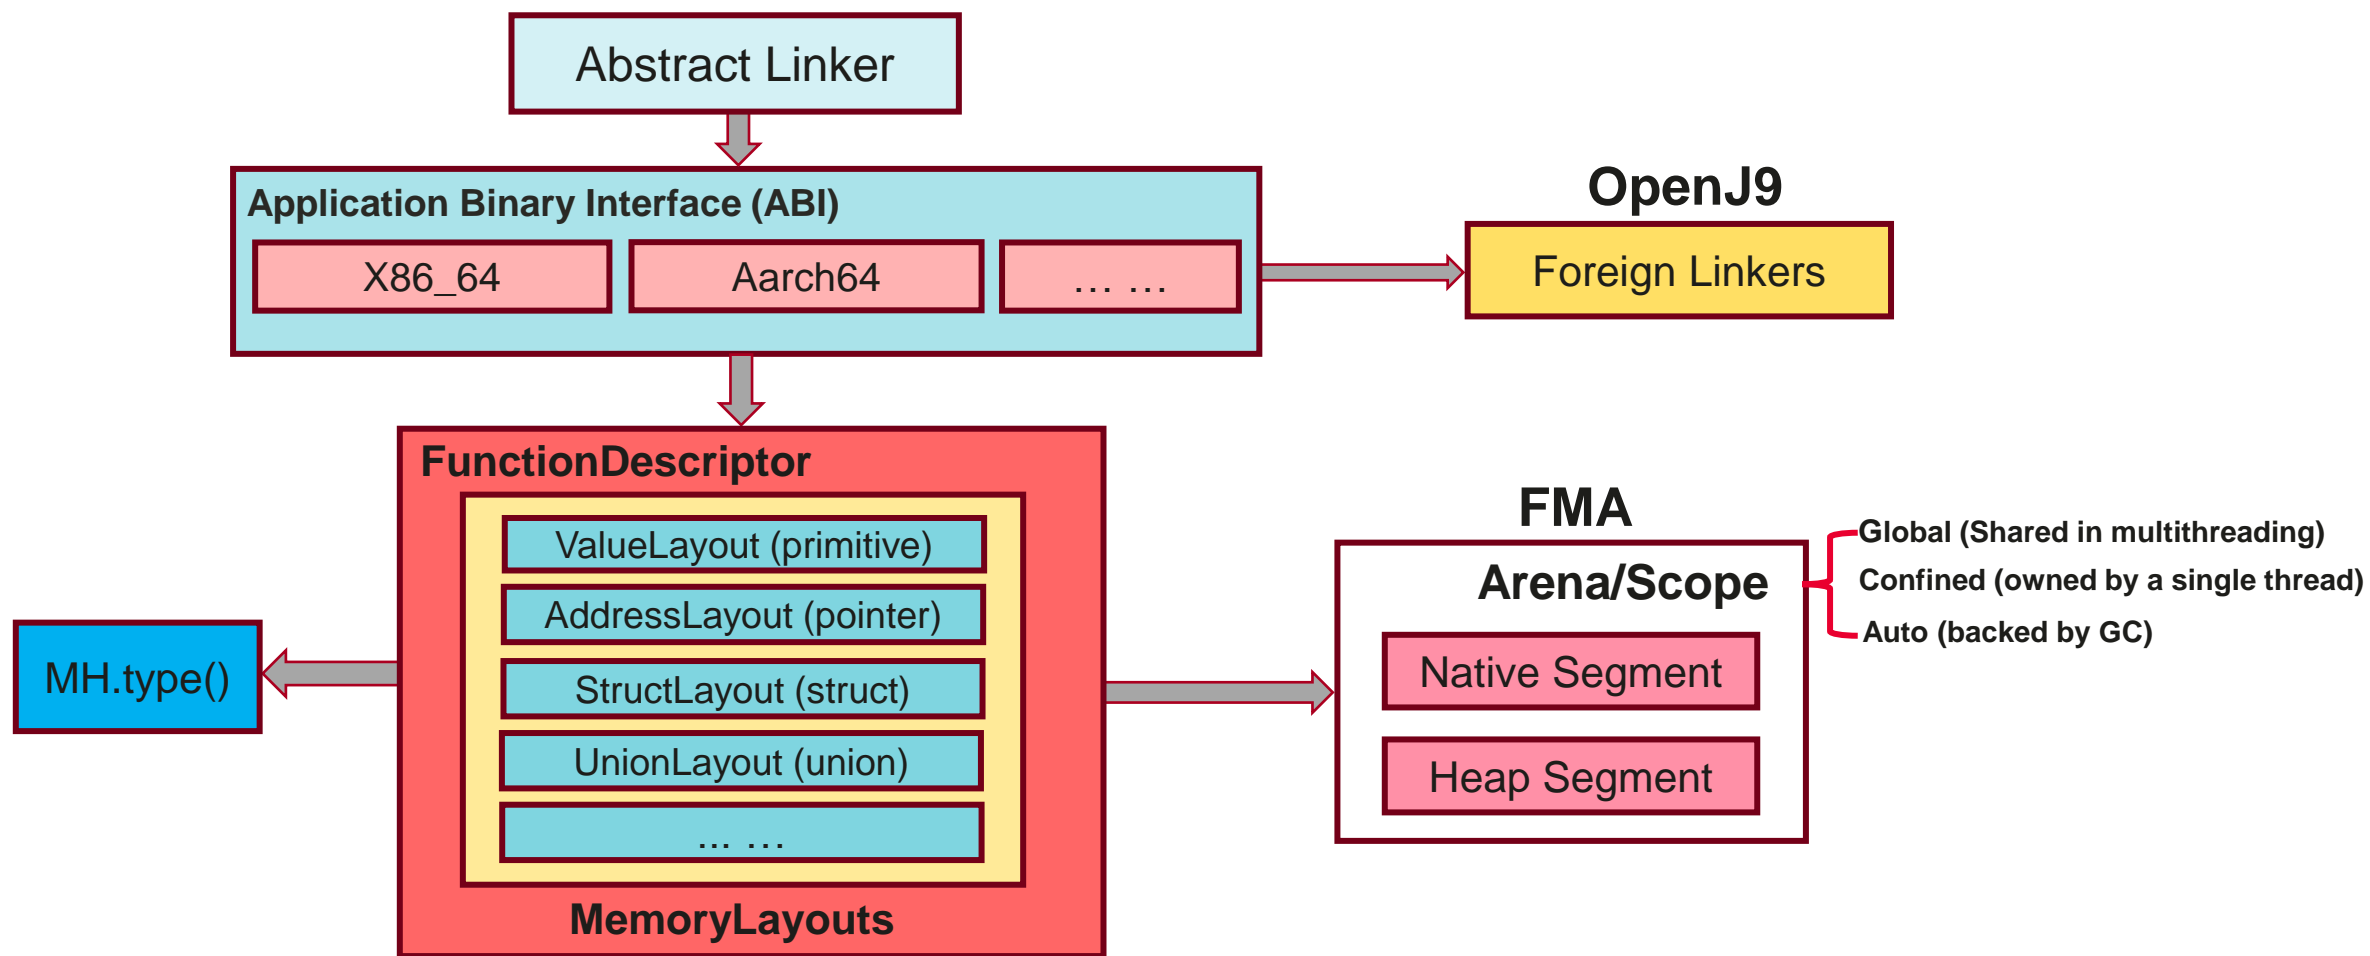 Abstract Linker
Application Binary Interface (ABI)
X86_64
Aarch64
... ...
OpenJ9
Foreign Linkers
FunctionDescriptor
ValueLayout (primitive)
AddressLayout (pointer)
StructLayout (struct)
UnionLayout (union)
... ...
MemoryLayouts
MH.type()
FMA
Arena/Scope
Native Segment
Heap Segment
Global (Shared in multithreading)
Confined (owned by a single thread)
Auto (backed by GC)